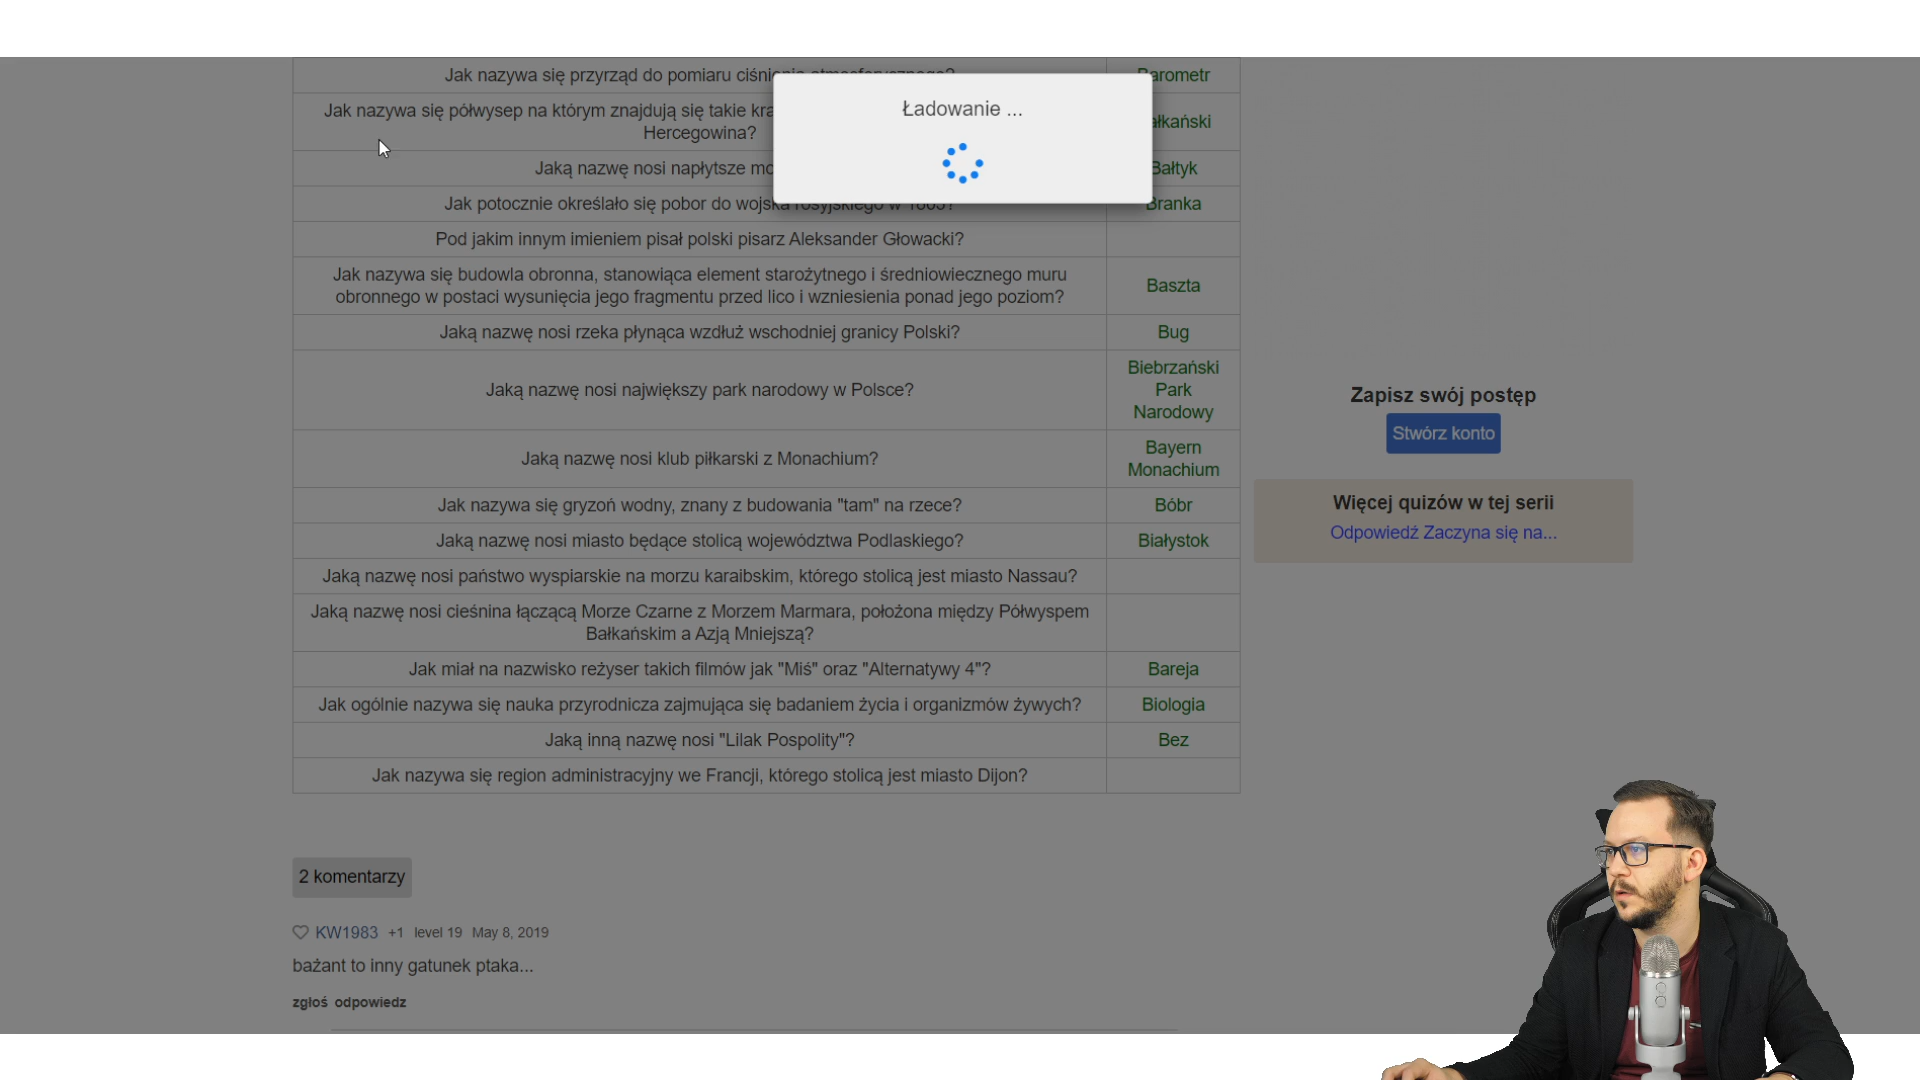 Jak nazywa się przyrząd do pomiaru ciśnienia atmosferycznego?
Barometr
Jak nazywa się półwysep na którym znajdują się takie
Hercegowina?
ałkański
Jaką nazwę nosi napłytsze
Bałtyk
Jak potocznie określało się pobor do wojska rosyjskiego w 1863?
Branka
Pod jakim innym imieniem pisał polski pisarz Aleksander Głowacki?
Jak nazywa się budowla obronna, stanowiąca element starożytnego i średniowiecznego muru
obronnego w postaci wysunięcia jego fragmentu przed lico i wzniesienia ponad jego poziom?
Baszta
Jaką nazwę nosi rzeka płynąca wzdłuż wschodniej granicy Polski?
Bug
Jaką nazwę nosi największy park narodowy w Polsce?
Biebrzański
Park
Narodowy
Jaką nazwę nosi klub piłkarski z Monachium?
Bayern
Monachium
Jak nazywa się gryzoń wodny, znany z budowania "tam" na rzece?
Bóbr
Jaką nazwę nosi miasto będące stolicą województwa Podlaskiego?
Białystok
Jaką nazwę nosi państwo wyspiarskie na morzu karaibskim, którego stolicą jest miasto Nassau?
Jaką nazwę nosi cieśnina łączącą Morze Czarne z Morzem Marmara, położona między Półwyspem
Bałkańskim a Azją Mniejszą?
Jak miał na nazwisko reżyser takich filmów jak "Miś" oraz "Alternatywy 4"?
Bareja
Jak ogólnie nazywa się nauka przyrodnicza zajmująca się badaniem życia i organizmów żywych?
Biologia
Jaką inną nazwę nosi "Lilak Pospolity"?
Bez
Jak nazywa się region administracyjny we Francji, którego stolicą jest miasto Dijon?
Ładowanie ...
Zapisz swój postęp
Stwórz konto
Więcej quizów w tej serii
Odpowiedź Zaczyna się na...
2 komentarzy
KW1983 +1 level 19 May 8, 2019
bażant to inny gatunek ptaka...
zgłoś odpowiedz